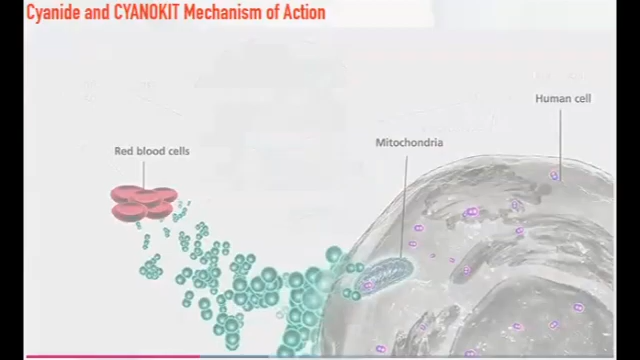 Cyanide and CYANOKIT Mechanism of Action
Human cell
Mitochondria
Red blood cells